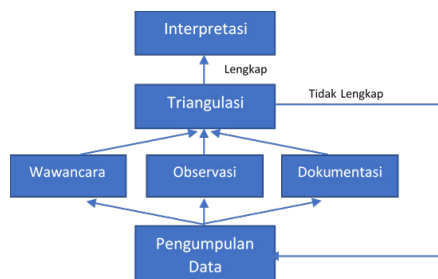 Interpretasi
Lengkap
Triangulasi
Tidak Lengkap
Wawancara
Observasi
Dokumentasi
Pengumpulan
Data